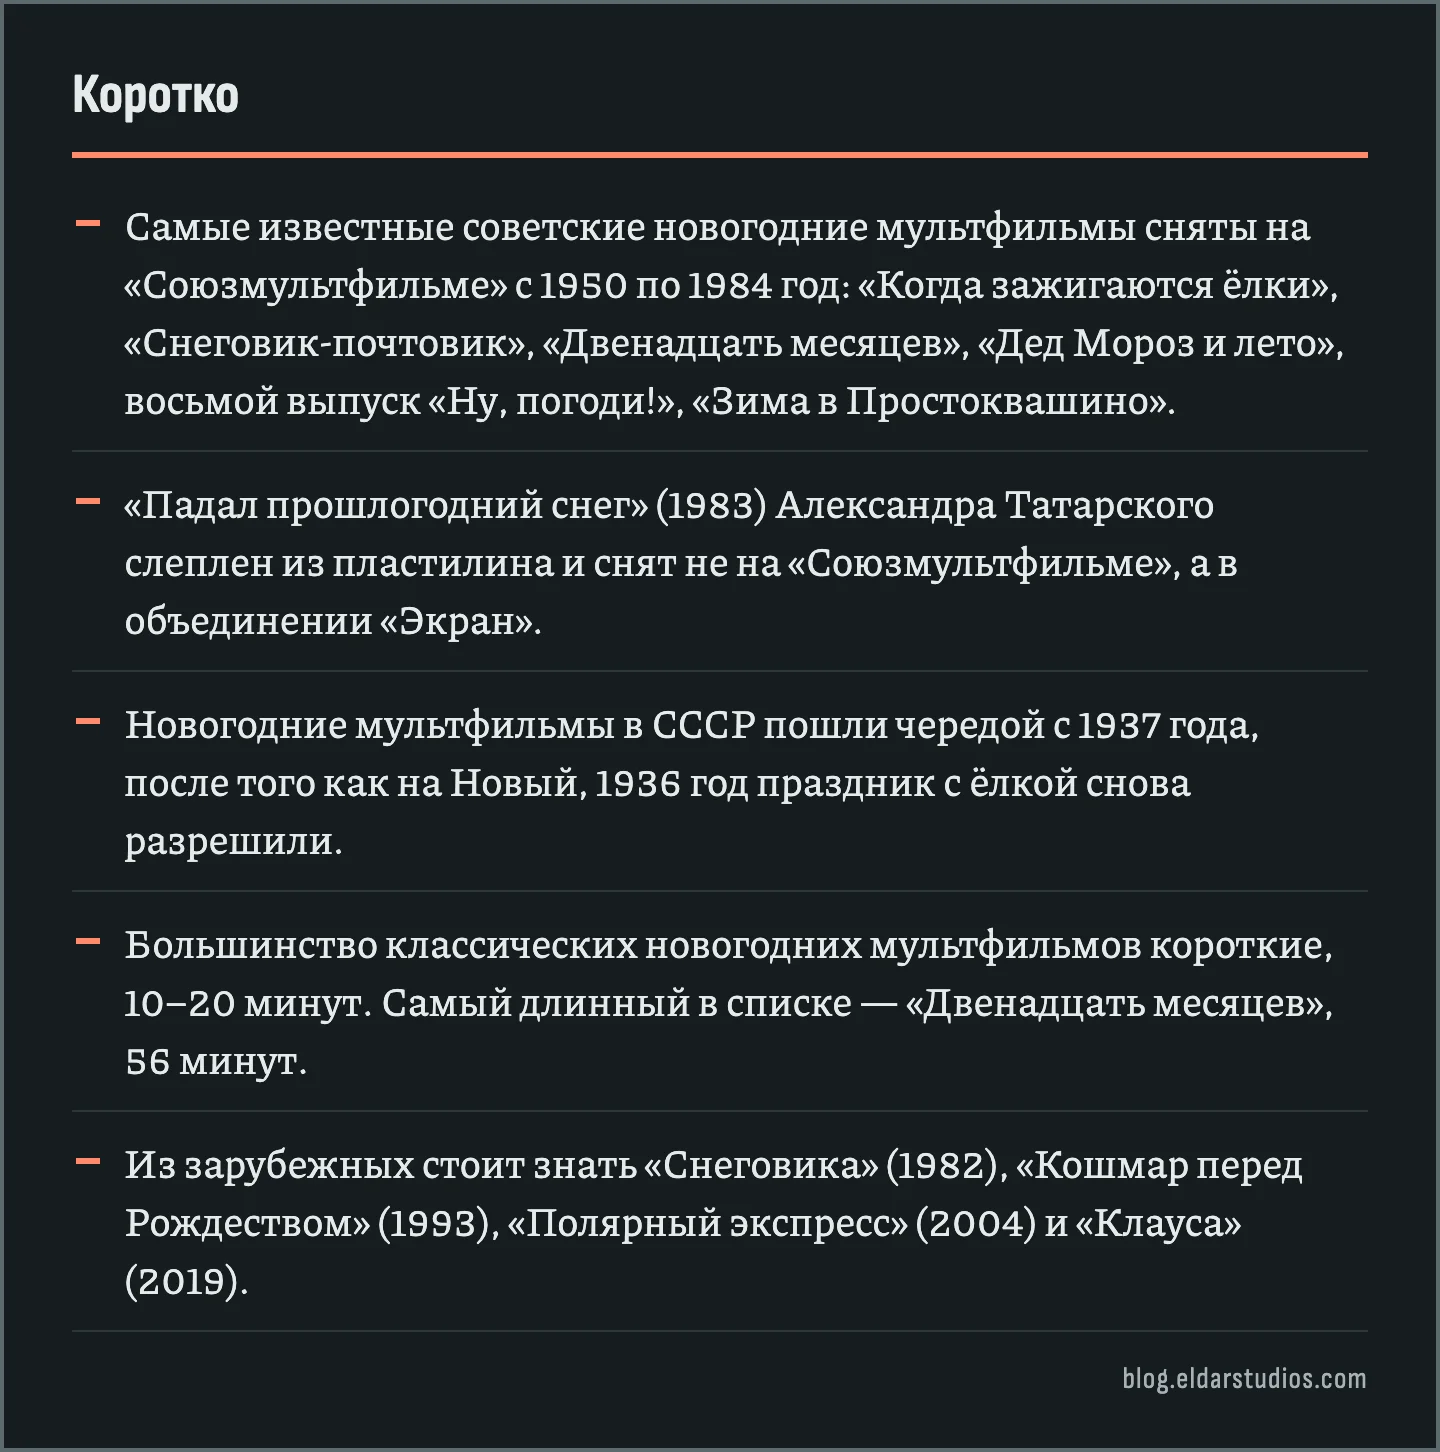 Коротко
Самые известные советские новогодние мультфильмы сняты на
«Союзмультфильме» с 1950 по 1984 год: «Когда зажигаются ёлки»,
«Снеговик-почтовик», «Двенадцать месяцев», «Дед Мороз и лето»,
восьмой выпуск «Ну, погоди!», «Зима в Простоквашино».
«Падал прошлогодний снег» (1983) Александра Татарского
слеплен из пластилина и снят не на «Союзмультфильме», а в
объединении «Экран».
Новогодние мультфильмы в СССР пошли чередой с 1937 года,
после того как на Новый, 1936 год праздник с ёлкой снова
разрешили.
Большинство классических новогодних мультфильмов короткие,
10–20 минут. Самый длинный в списке — «Двенадцать месяцев»,
56 минут.
Из зарубежных стоит знать «Снеговика» (1982), «Кошмар перед
Рождеством» (1993), «Полярный экспресс» (2004) и «Клауса»
(2019).
blog.eldarstudios.com